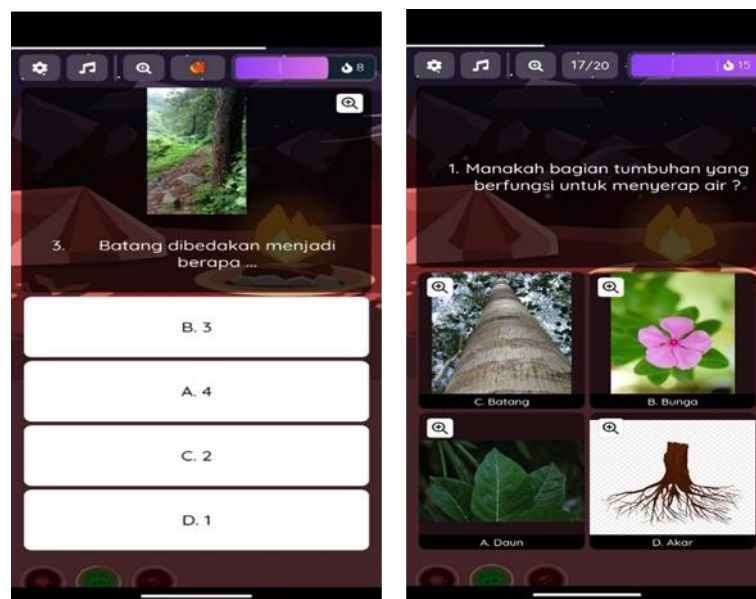 8
3. Batang dibedakan menjadi
berapa ...
B. 3
A. 4
C. 2
D. 1
17/20
15
1. Manakah bagian tumbuhan yang
berfungsi untuk menyerap air ?
C. Batang
B. Bunga
A. Daun
D. Akar